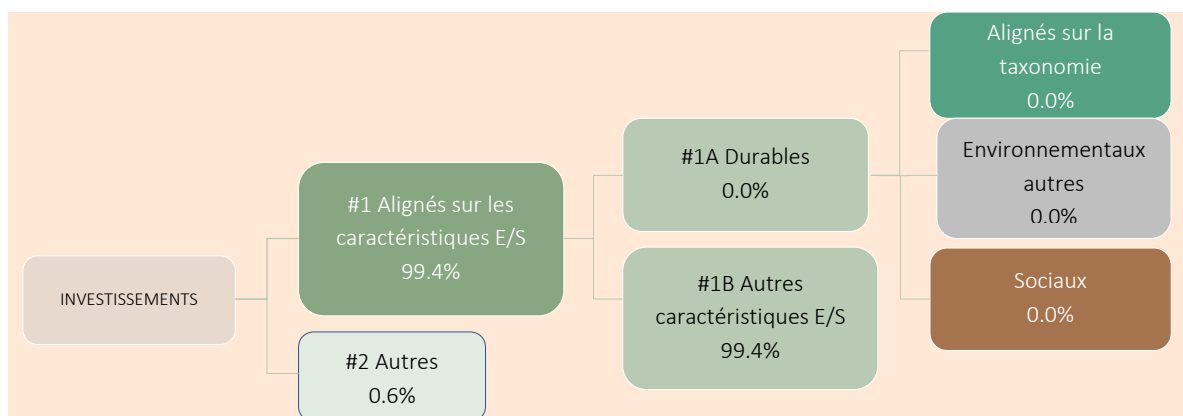 INVESTISSEMENTS
#1 Alignés sur les
caractéristiques E/S
99.4%
#2 Autres
0.6%
#1A Durables
0.0%
#1B Autres
caractéristiques E/S
99.4%
Alignés sur la
taxonomie
0.0%
Environnementaux
autres
0.0%
Sociaux
0.0%